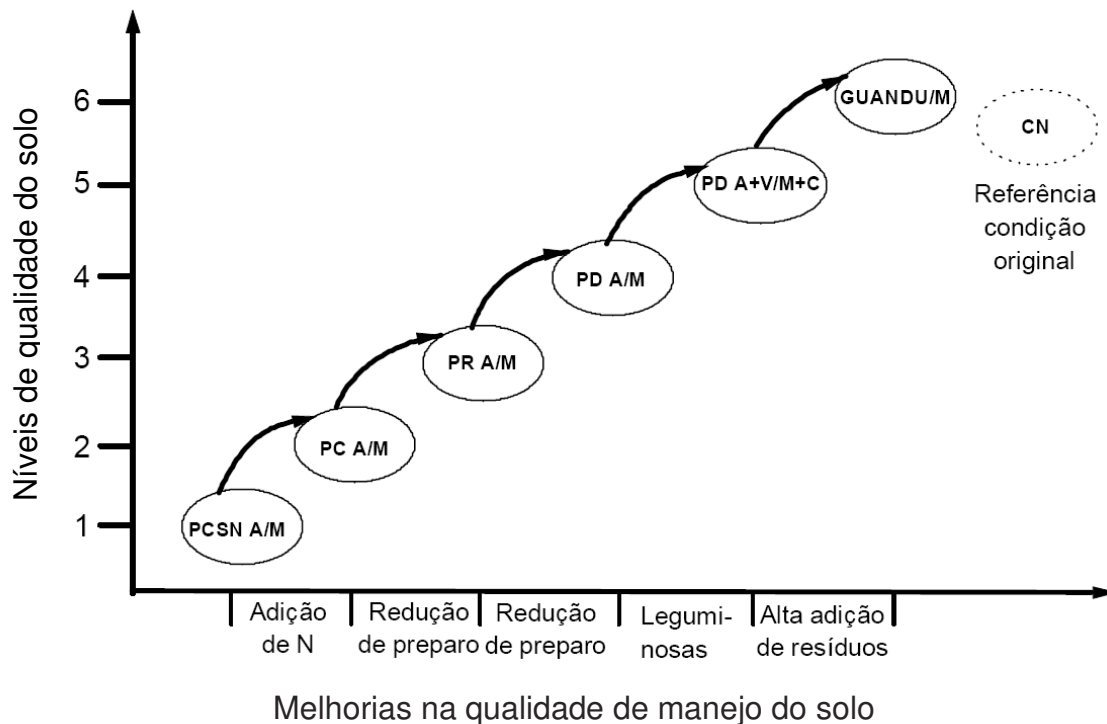 Níveis de qualidade do solo
6
5
4
3
2
1
GUANDU/M
CN
PD A+V/M+C
Referência
condição
original
PD A/M
PR A/M
PC A/M
PCSN A/M
Adição
de N
Redução
de preparo
Redução
de preparo
Legumi-
nosas
Alta adição
de resíduos
Melhorias na qualidade de manejo do solo